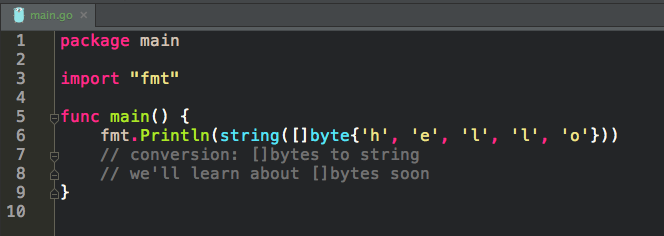 main.go
1 package main
2
3 import "fmt"
4
5 func main() {
6 fmt.Println(string([]byte{'h', 'e', 'l', 'l', 'o'}))
7 // conversion: []bytes to string
8 // we'll learn about []bytes soon
9 }
10